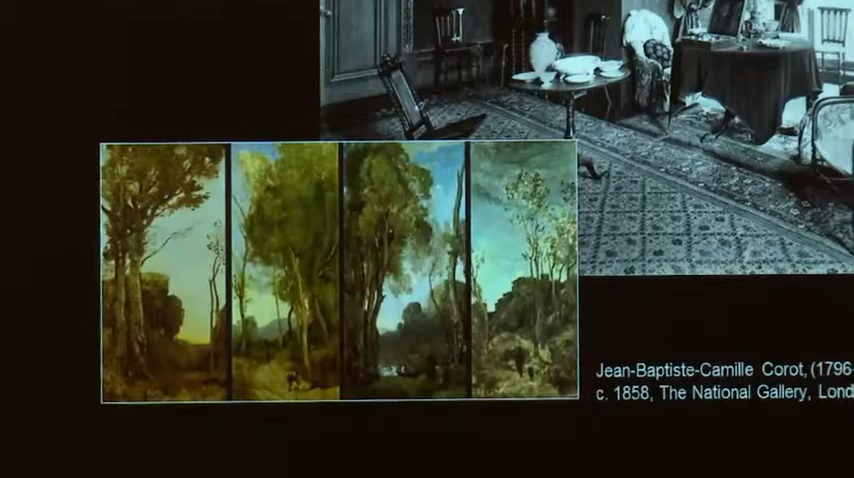 Jean-Baptiste-Camille Corot, (1796-
c. 1858, The National Gallery, Lond